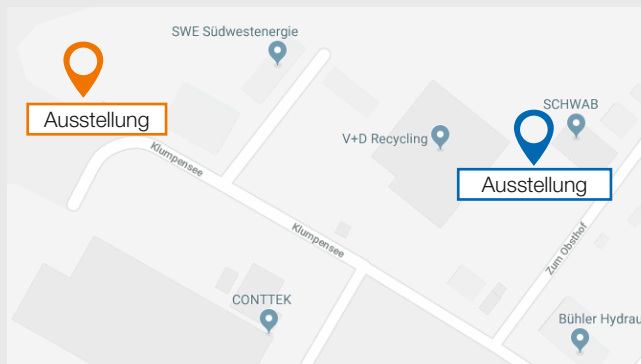 SWE Südwestenergie
Ausstellung
SCHWAB
V+D Recycling
Klumpensee
Ausstellung
Klumpensee
Zum Obsthof
CONTTEK
Bühler Hydrau